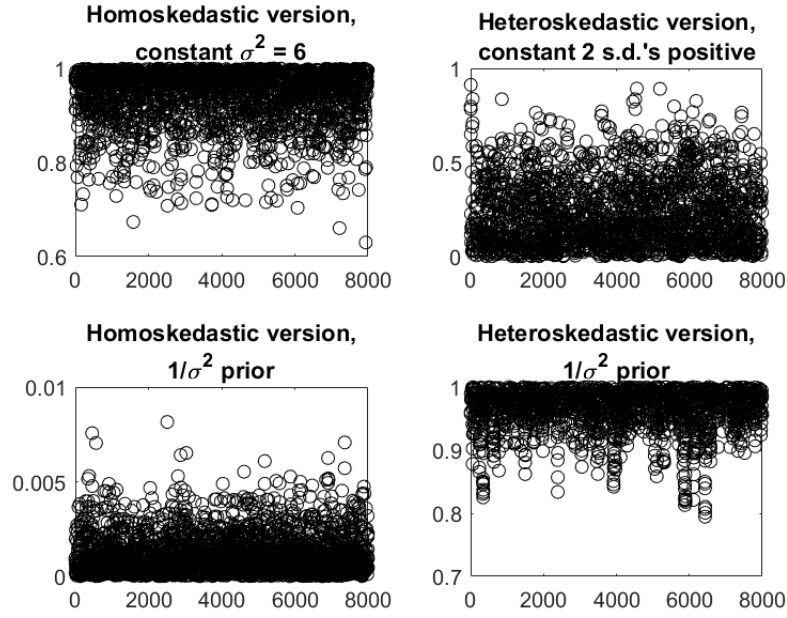 Homoskedastic version,
constant σ² = 6
1
0.8
0.6
0 2000 4000 6000 8000
Heteroskedastic version,
constant 2 s.d.'s positive
1
0.5
0
0 2000 4000 6000 8000
Homoskedastic version,
1/σ² prior
0.01
0.005
0
0 2000 4000 6000 8000
Heteroskedastic version,
1/σ² prior
1
0.9
0.8
0.7
0 2000 4000 6000 8000